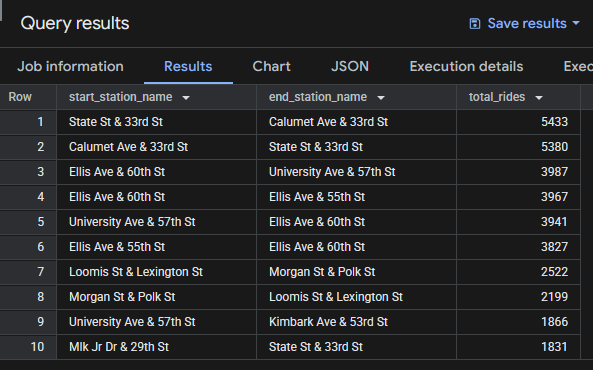 Query results
Save results
Job information Results Chart JSON Execution details Exec
Row start_station_name end_station_name total_rides
1 State St & 33rd St Calumet Ave & 33rd St 5433
2 Calumet Ave & 33rd St State St & 33rd St 5380
3 Ellis Ave & 60th St University Ave & 57th St 3987
4 Ellis Ave & 60th St Ellis Ave & 55th St 3967
5 University Ave & 57th St Ellis Ave & 60th St 3941
6 Ellis Ave & 55th St Ellis Ave & 60th St 3827
7 Loomis St & Lexington St Morgan St & Polk St 2522
8 Morgan St & Polk St Loomis St & Lexington St 2199
9 University Ave & 57th St Kimbark Ave & 53rd St 1866
10 Mlk Jr Dr & 29th St State St & 33rd St 1831